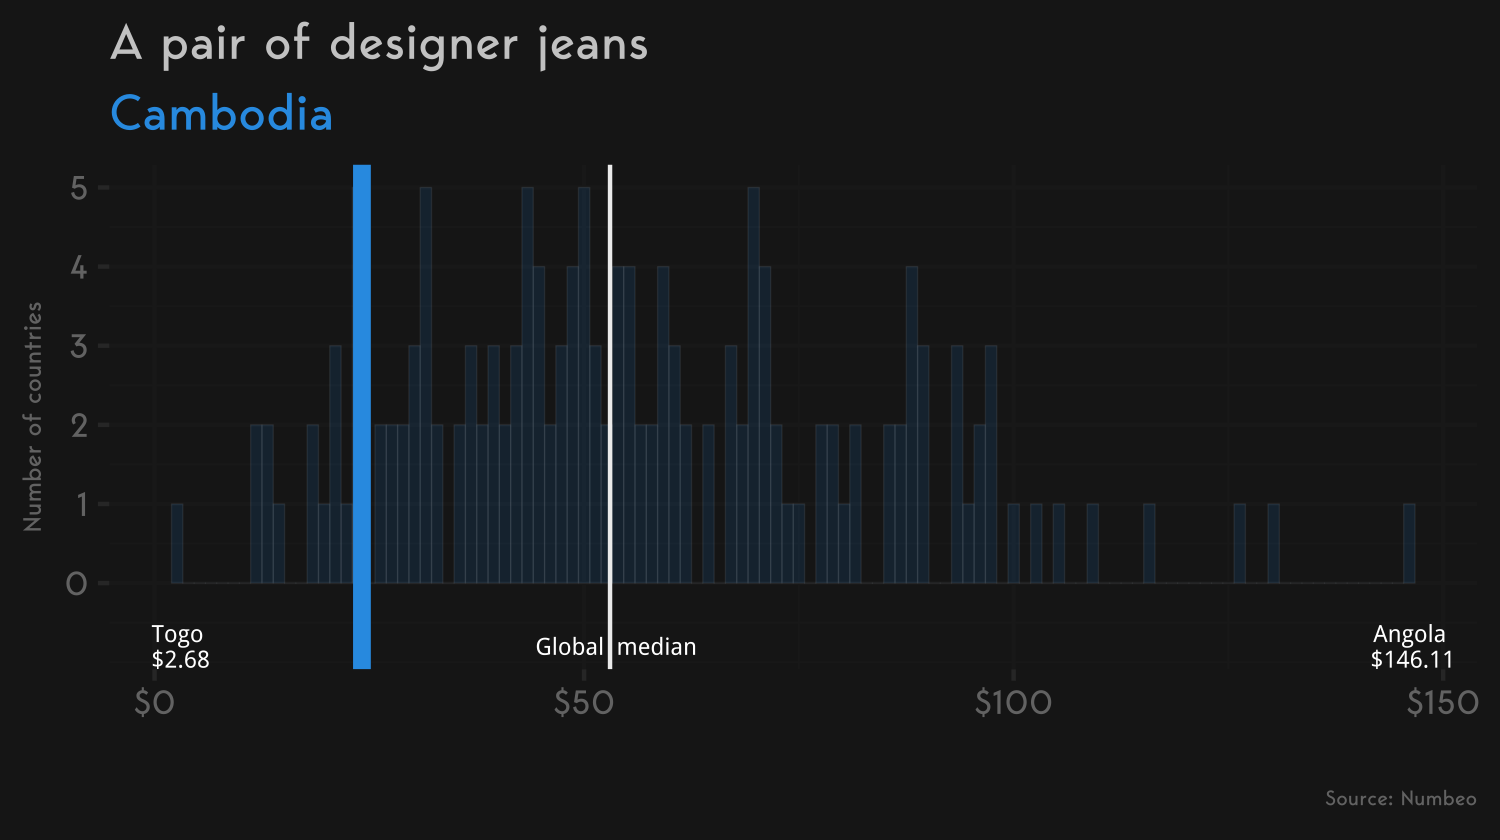 A pair of designer jeans
Cambodia
Number of countries
5
4
3
2
1
0
Togo
$2.68
Global median
Angola
$146.11
$0
$50
$100
$150
Source: Numbeo